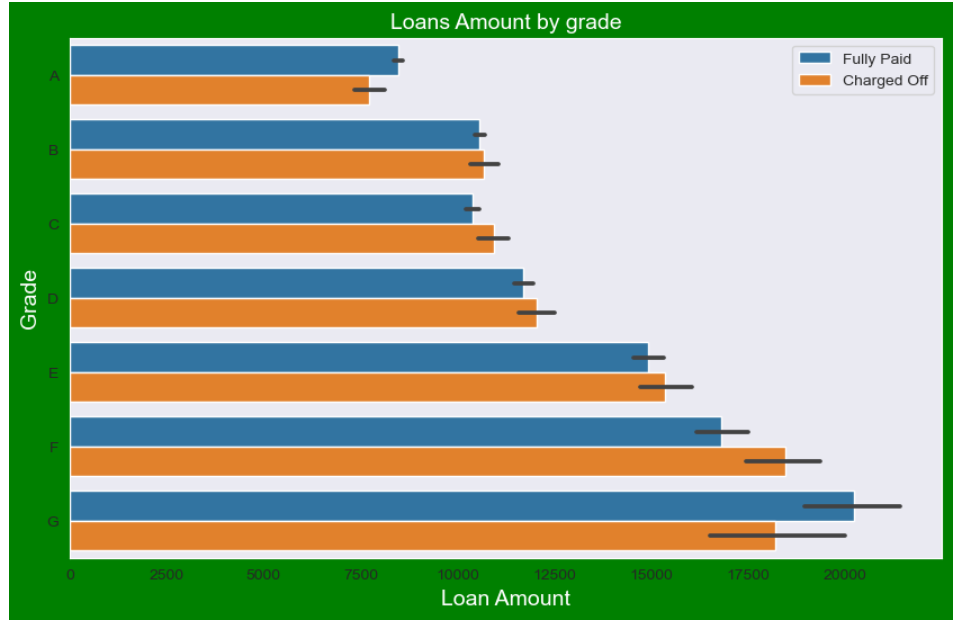 Loans Amount by grade
Fully Paid
Charged Off
Grade
A
B
C
D
E
F
G
0 2500 5000 7500 10000 12500 15000 17500 20000
Loan Amount